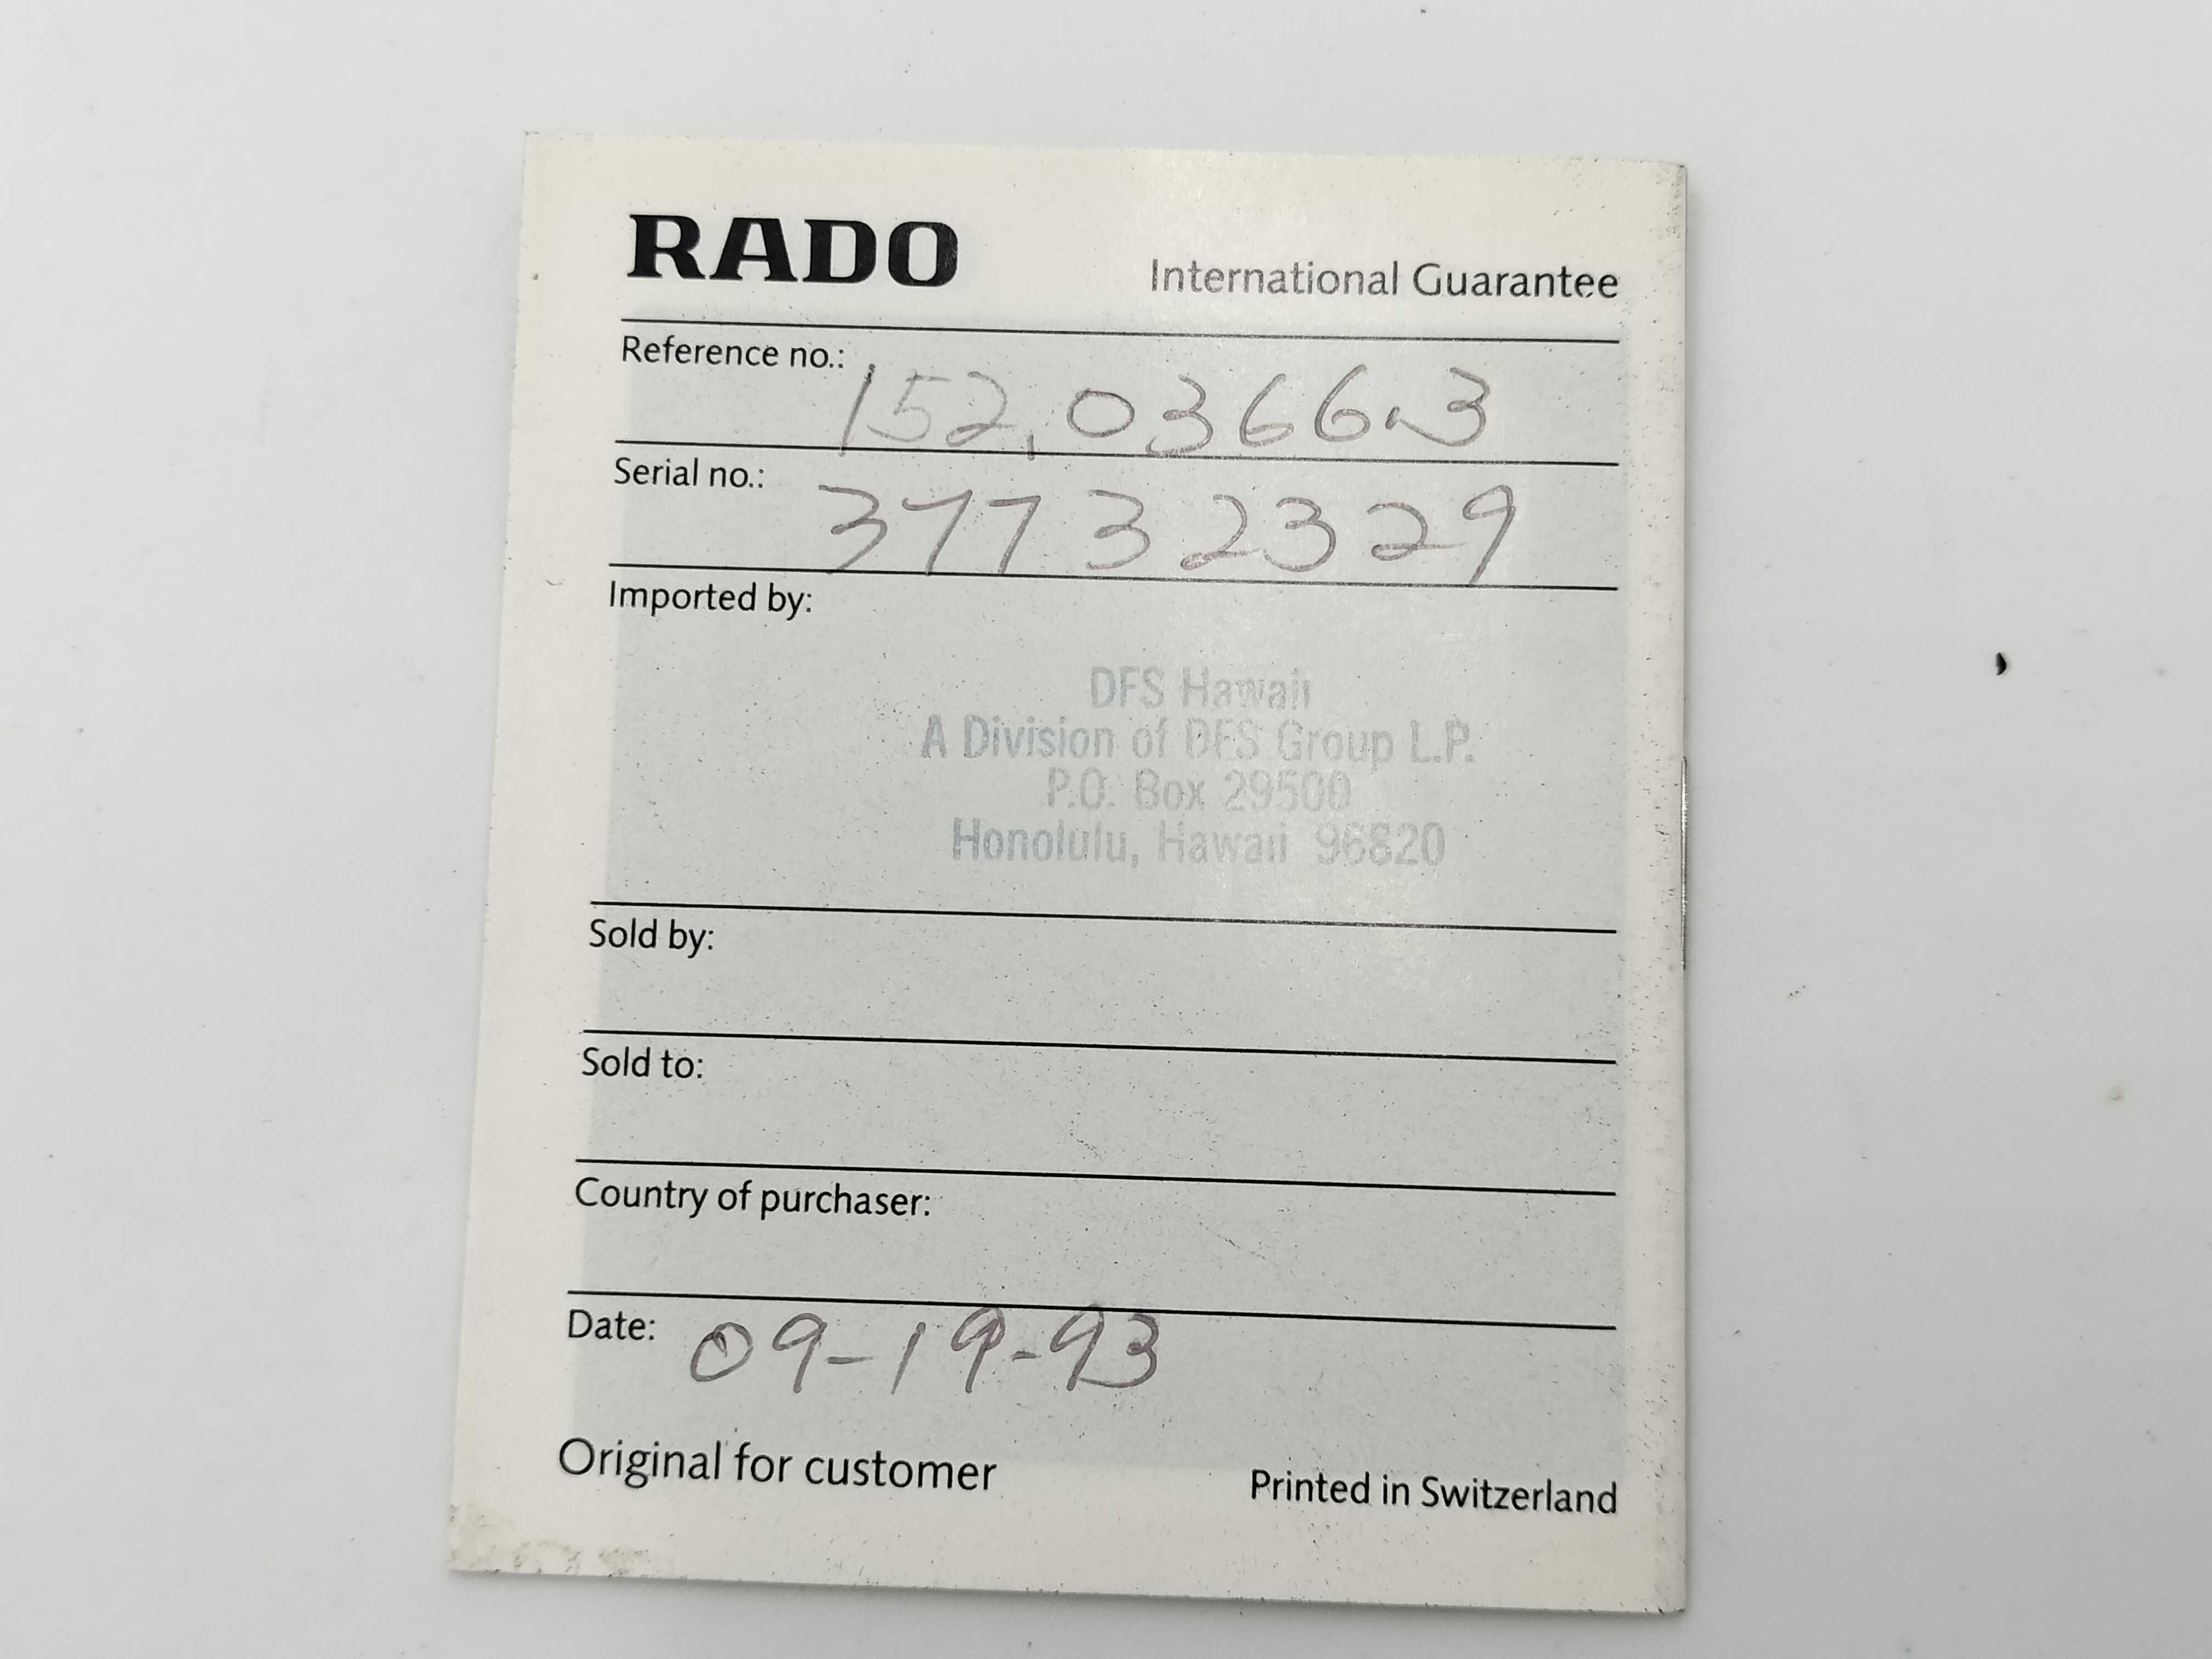 RADO
International Guarantee
Reference no.: 152,0366.3
Serial no.: 37732329
Imported by:
DFS Hawaii
A Division of DFS Group L.P.
P.O. Box 29500
Honolulu, Hawaii 96820
Sold by:
Sold to:
Country of purchaser:
Date: 09-19-93
Original for customer
Printed in Switzerland